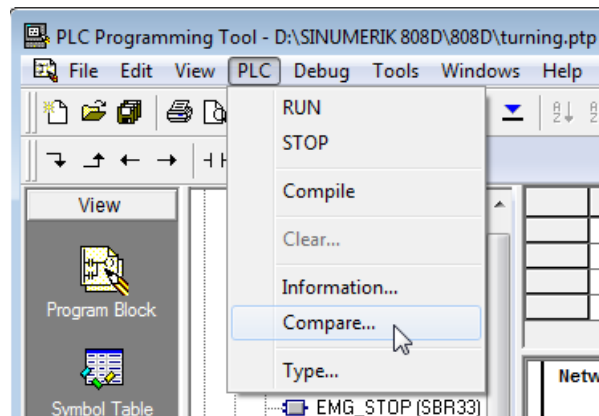 PLC Programming Tool - D:\SINUMERIK 808D\808D\turning.ptp
File Edit View PLC Debug Tools Windows Help
RUN
STOP
View
Compile
Clear...
Information...
Program Block
Compare...
Type...
Netw
Symbol Table
EMG_STOP (SBR33)